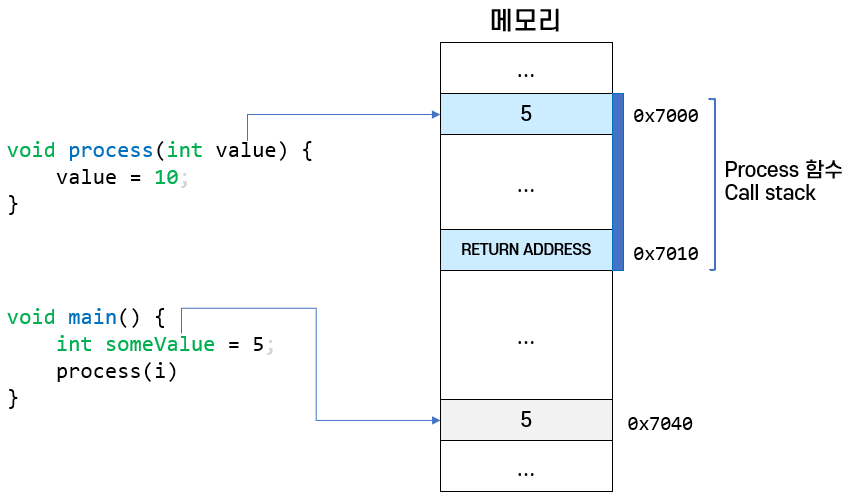 메모리
...
5
0x7000
void process(int value) {
    value = 10;
}
...
Process 함수
Call stack
RETURN ADDRESS
0x7010
void main() {
    int someValue = 5;
    process(i)
}
...
5
0x7040
...